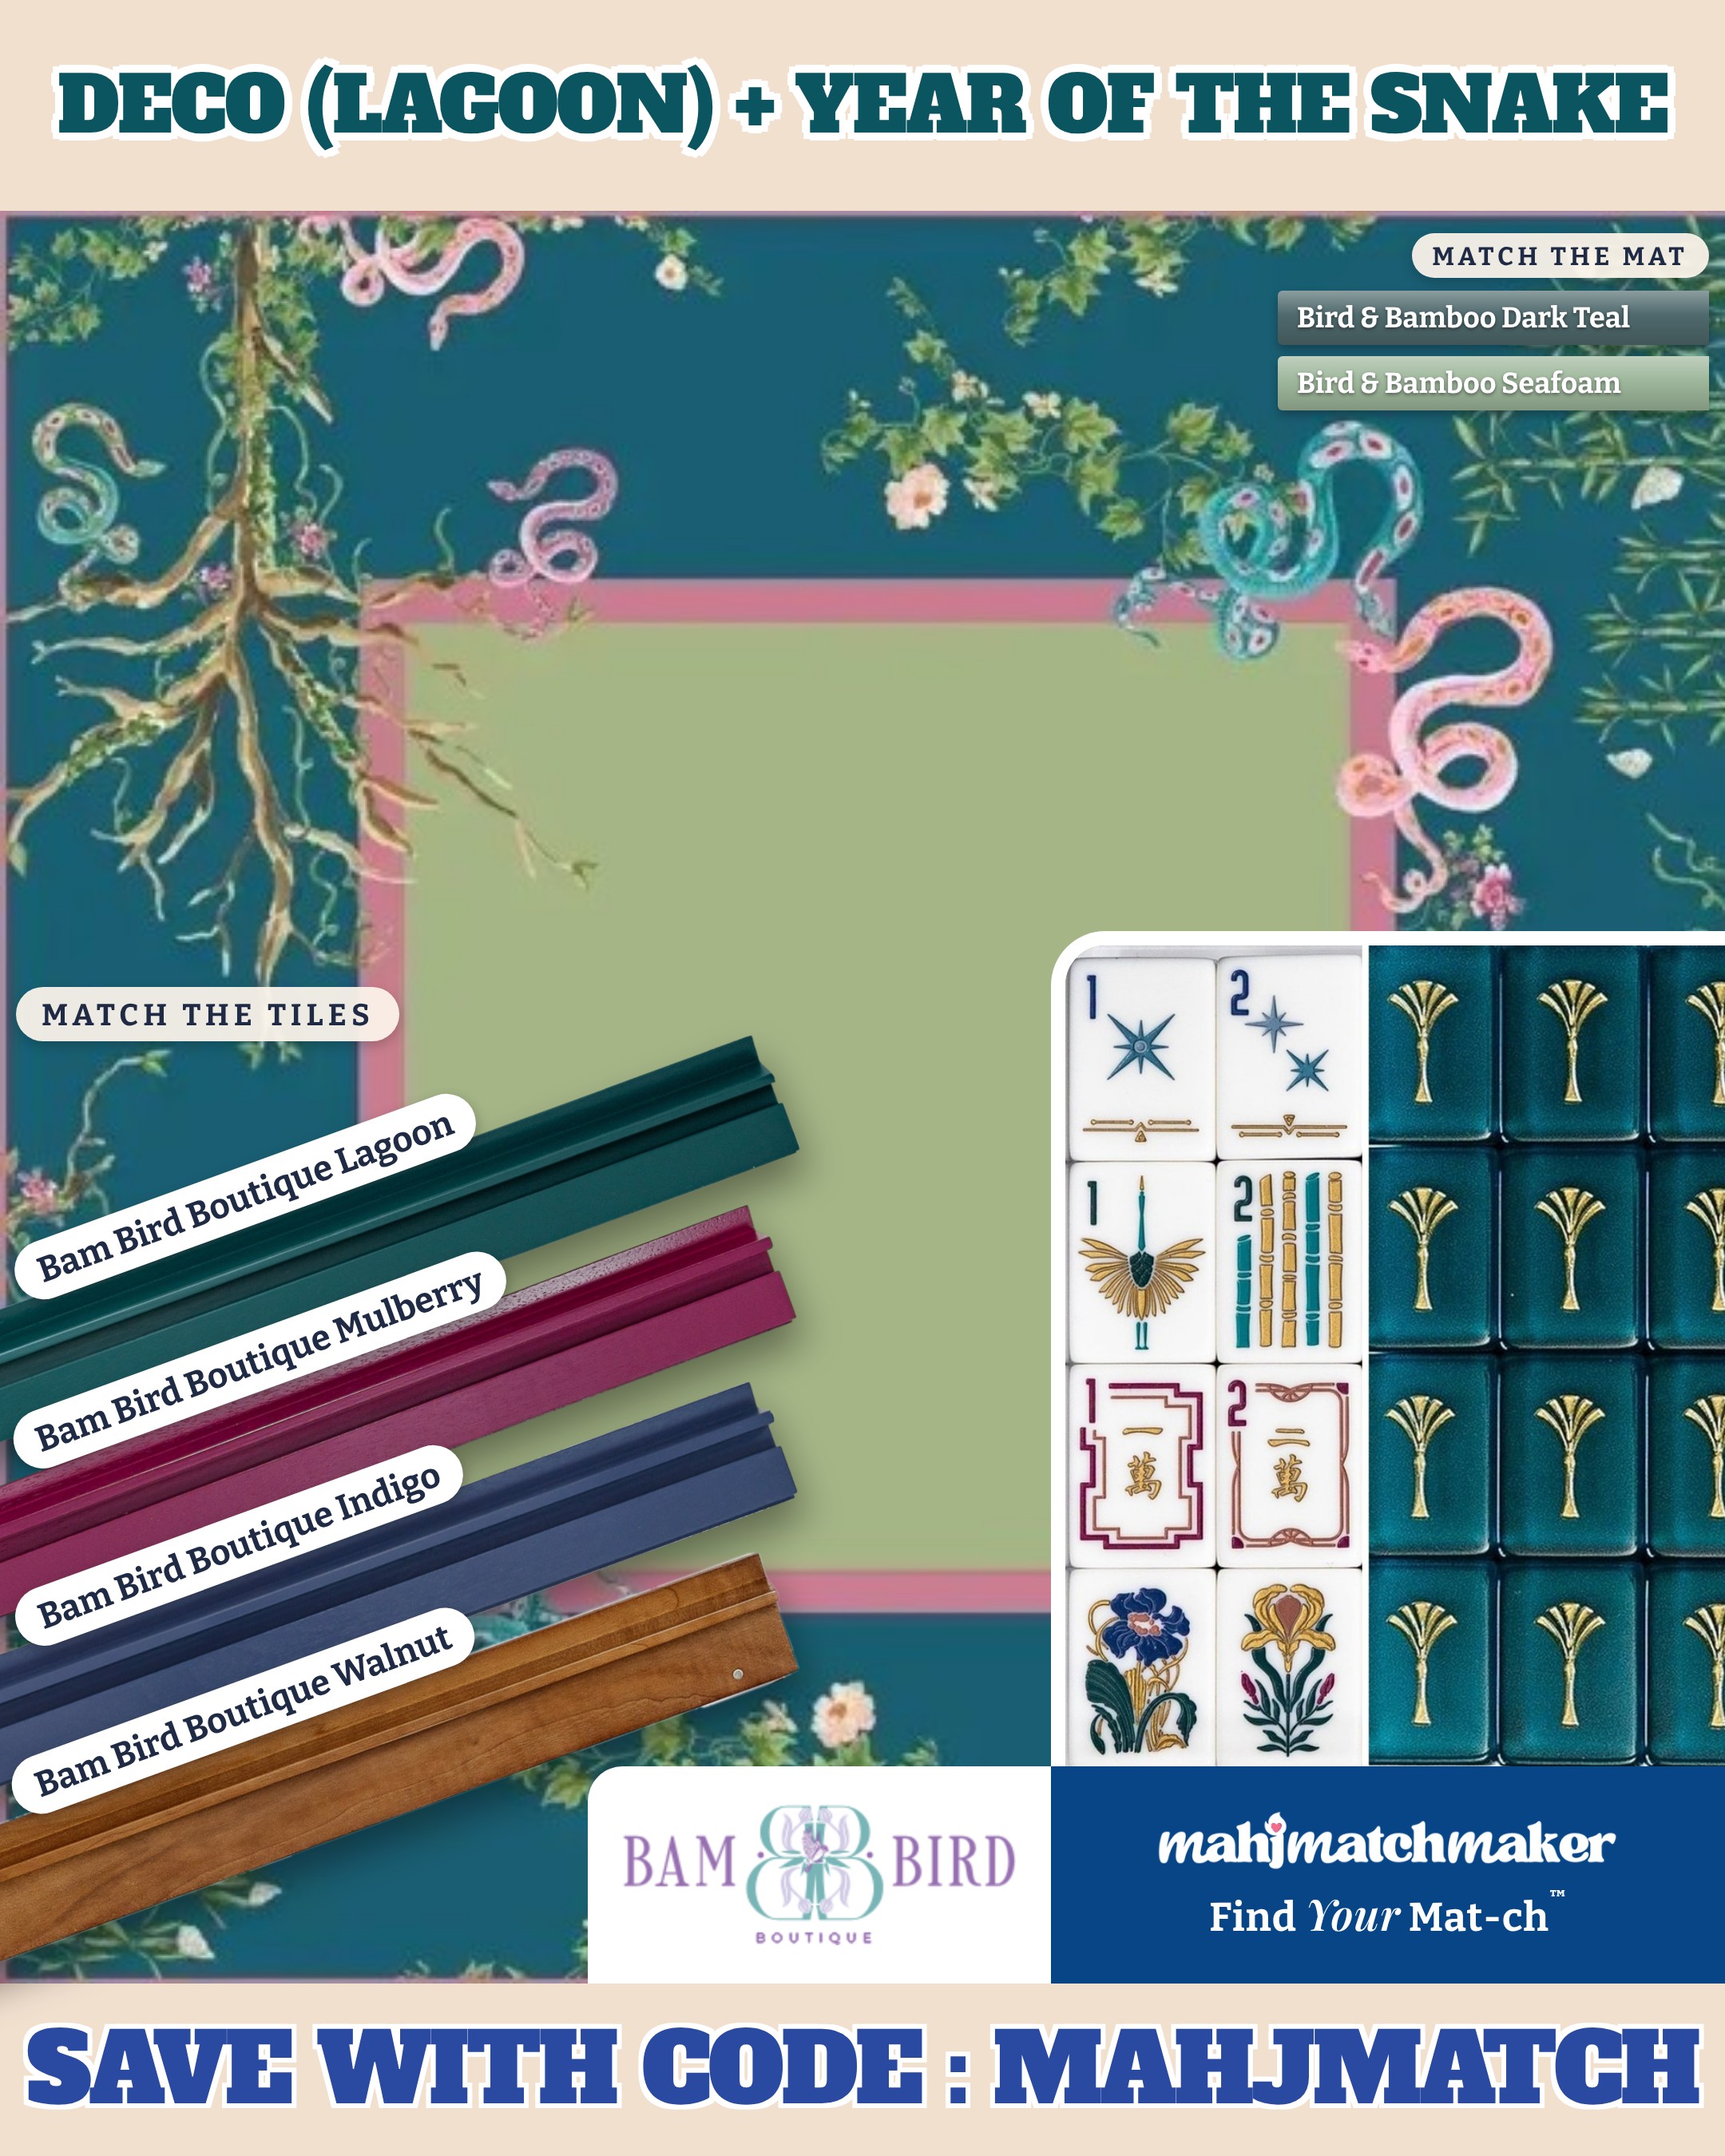 DECO (LAGOON) + YEAR OF THE SNAKE
MATCH THE MAT
Bird & Bamboo Dark Teal
Bird & Bamboo Seafoam
MATCH THE TILES
Bam Bird Boutique Lagoon
Bam Bird Boutique Mulberry
Bam Bird Boutique Indigo
Bam Bird Boutique Walnut
1 2
1 2
1 一萬 2 二萬
BAM BIRD
BOUTIQUE
mahjmatchmaker
Find Your Mat-ch™
SAVE WITH CODE : MAHJMATCH